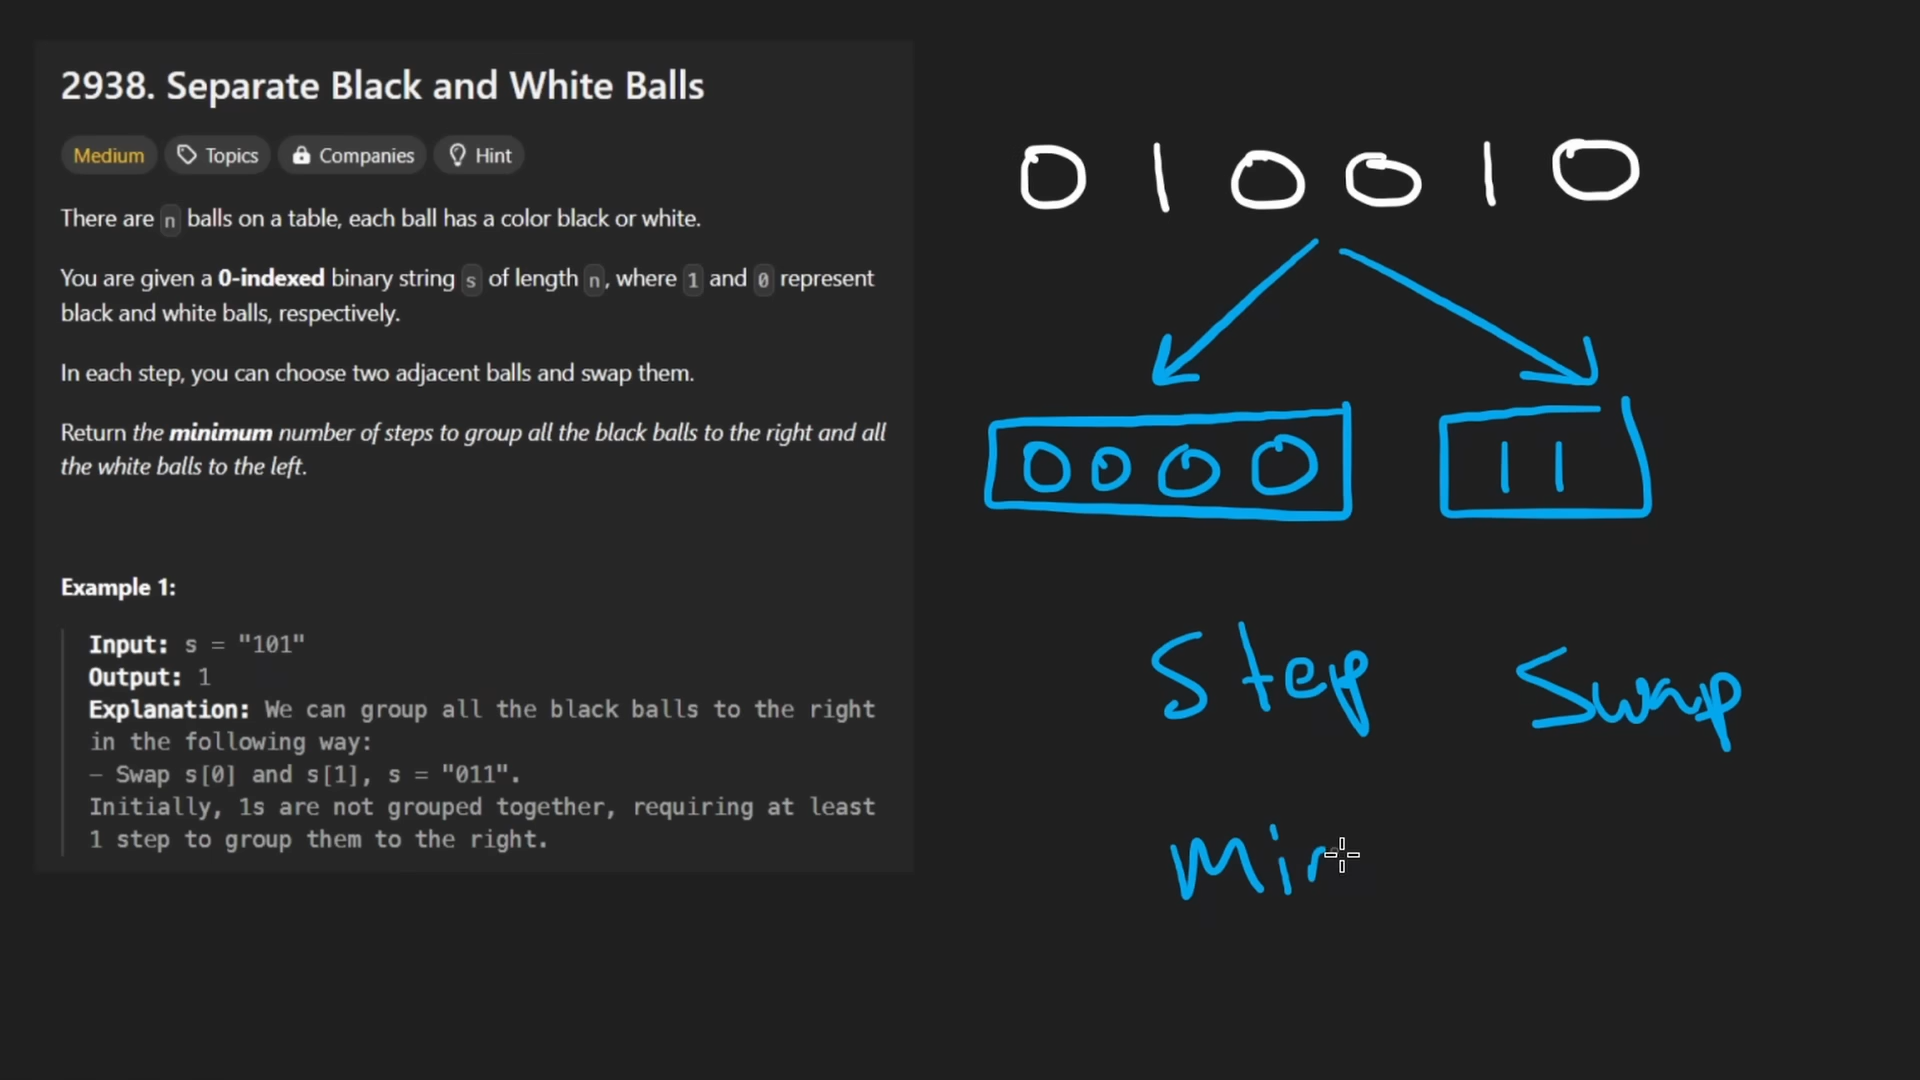 2938. Separate Black and White Balls
Medium Topics Companies Hint
There are n balls on a table, each ball has a color black or white.
You are given a 0-indexed binary string s of length n, where 1 and 0 represent
black and white balls, respectively.
In each step, you can choose two adjacent balls and swap them.
Return the minimum number of steps to group all the black balls to the right and all
the white balls to the left.
Example 1:
Input: s = "101"
Output: 1
Explanation: We can group all the black balls to the right
in the following way:
- Swap s[0] and s[1], s = "011".
Initially, 1s are not grouped together, requiring at least
1 step to group them to the right.
0 1 0 0 1 0
0 0 0 0 1 1
Step Swap
Mir